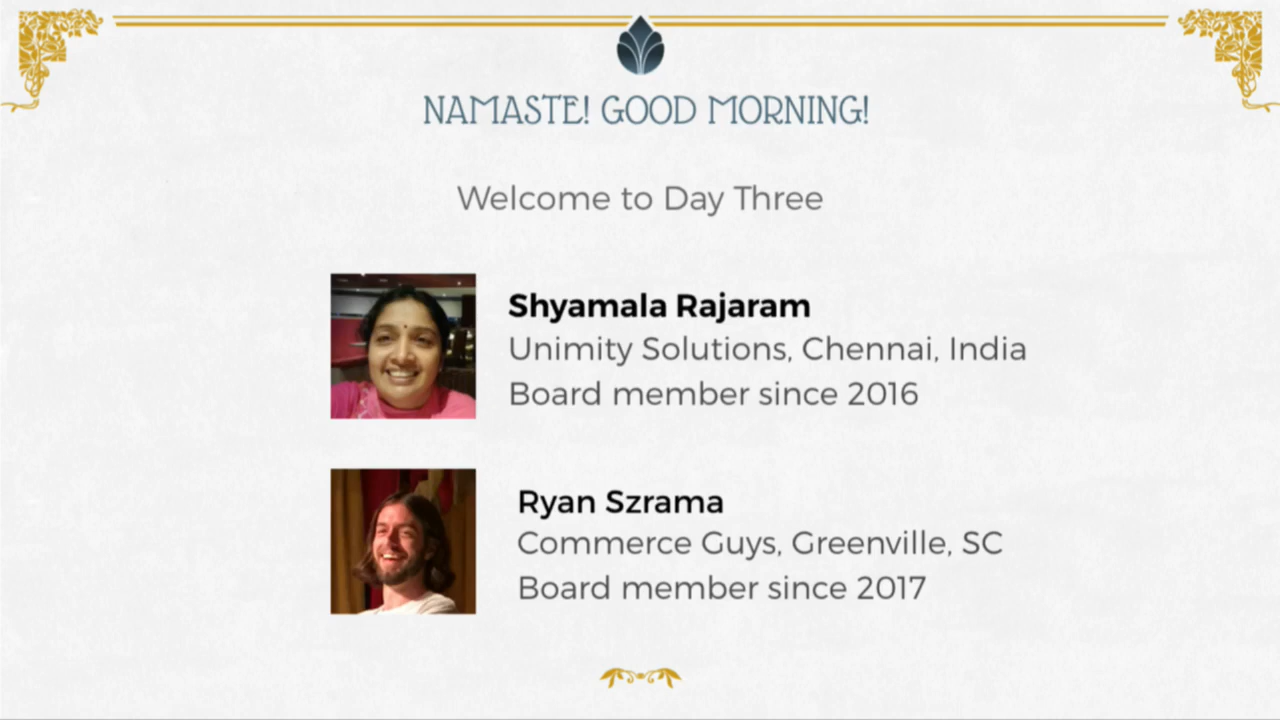 NAMASTE! GOOD MORNING!
Welcome to Day Three
Shyamala Rajaram
Unimity Solutions, Chennai, India
Board member since 2016
Ryan Szrama
Commerce Guys, Greenville, SC
Board member since 2017